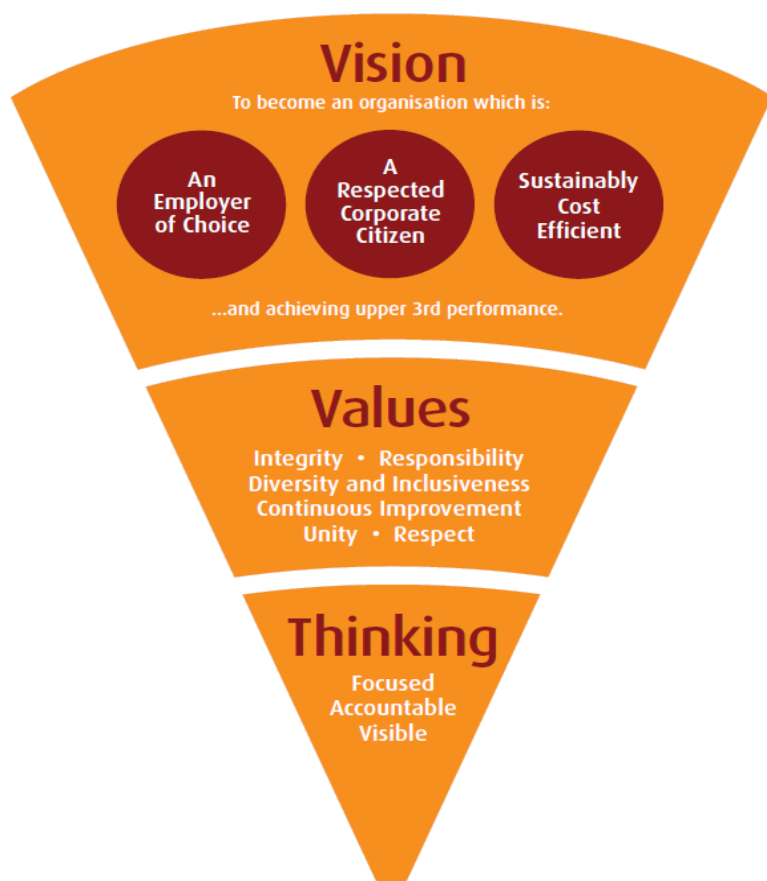 Vision
To become an organisation which is:
An
Employer
of Choice
A
Respected
Corporate
Citizen
Sustainably
Cost
Efficient
...and achieving upper 3rd performance.
Values
Integrity • Responsibility
Diversity and Inclusiveness
Continuous Improvement
Unity • Respect
Thinking
Focused
Accountable
Visible